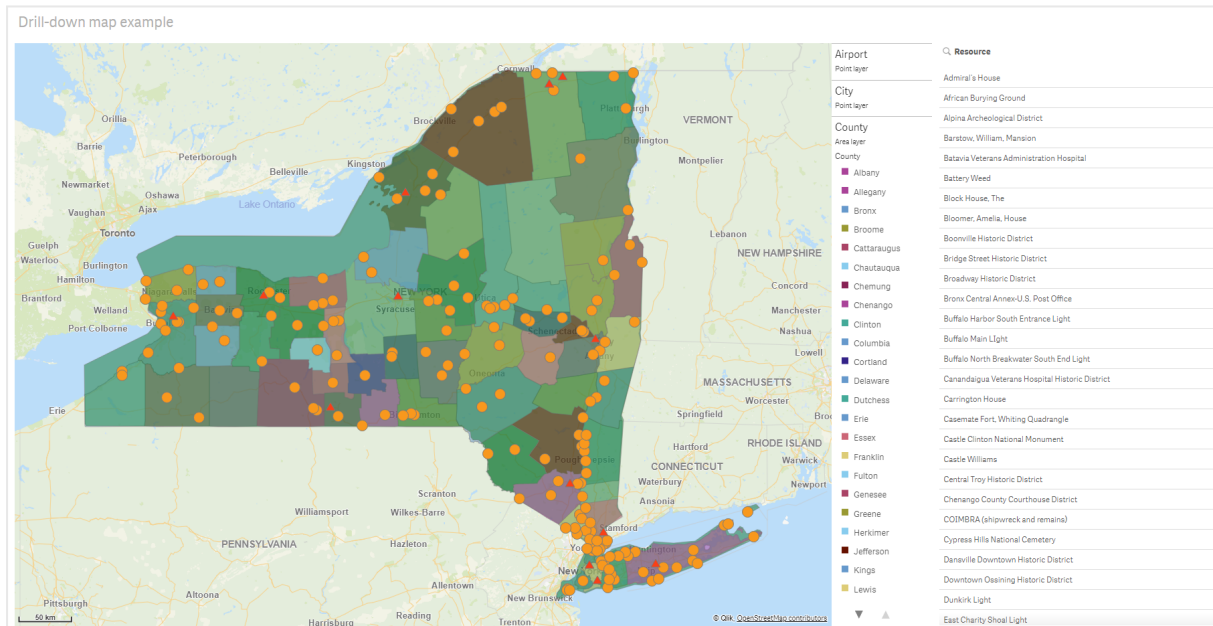 Drill-down map example
Cornwall
Plattsburgh
Orillia
Brockville
VERMONT
Burlington
Barrie
Peterborough
Kingston
Montpelier
Belleville
Newmarket
Oshawa
Vaughan
Ajax
Lake Ontario
Toronto
Lebanon
Guelph
Waterloo
Burlington
NEW HAMPSHIRE
Hamilton
Concord
Brantford
Welland
NEW YORK
Syracuse
Utica
Manchester
Port Colborne
Schenectady
Nashua
Lowell
Oneonta
MASSACHUSETTS
Worcester
Erie
Springfield
Hartford
RHODE ISLAND
Poughkeepsie
CONNECTICUT
Warwick
Waterbury
Newport
Scranton
Ansonia
Williamsport
Wilkes-Barre
Stamford
PENNSYLVANIA
Hazleton
New
Allentown
New Brunswick
Altoona
Pittsburgh
Reading
Harrisburg
Trenton
50 km
© Qlik, OpenStreetMap contributors
Airport
Point layer
City
Point layer
County
Area layer
County
Albany
Allegany
Bronx
Broome
Cattaraugus
Chautauqua
Chemung
Chenango
Clinton
Columbia
Cortland
Delaware
Dutchess
Erie
Essex
Franklin
Fulton
Genesee
Greene
Herkimer
Jefferson
Kings
Lewis
Resource
Admiral's House
African Burying Ground
Alpina Archeological District
Barstow, William, Mansion
Batavia Veterans Administration Hospital
Battery Weed
Block House, The
Bloomer, Amelia, House
Boonville Historic District
Bridge Street Historic District
Broadway Historic District
Bronx Central Annex-U.S. Post Office
Buffalo Harbor South Entrance Light
Buffalo Main LIght
Buffalo North Breakwater South End Light
Canandaigua Veterans Hospital Historic District
Carrington House
Casemate Fort, Whiting Quadrangle
Castle Clinton National Monument
Castle Williams
Central Troy Historic District
Chenango County Courthouse District
COIMBRA (shipwreck and remains)
Cypress Hills National Cemetery
Dansville Downtown Historic District
Downtown Ossining Historic District
Dunkirk Light
East Charity Shoal Light